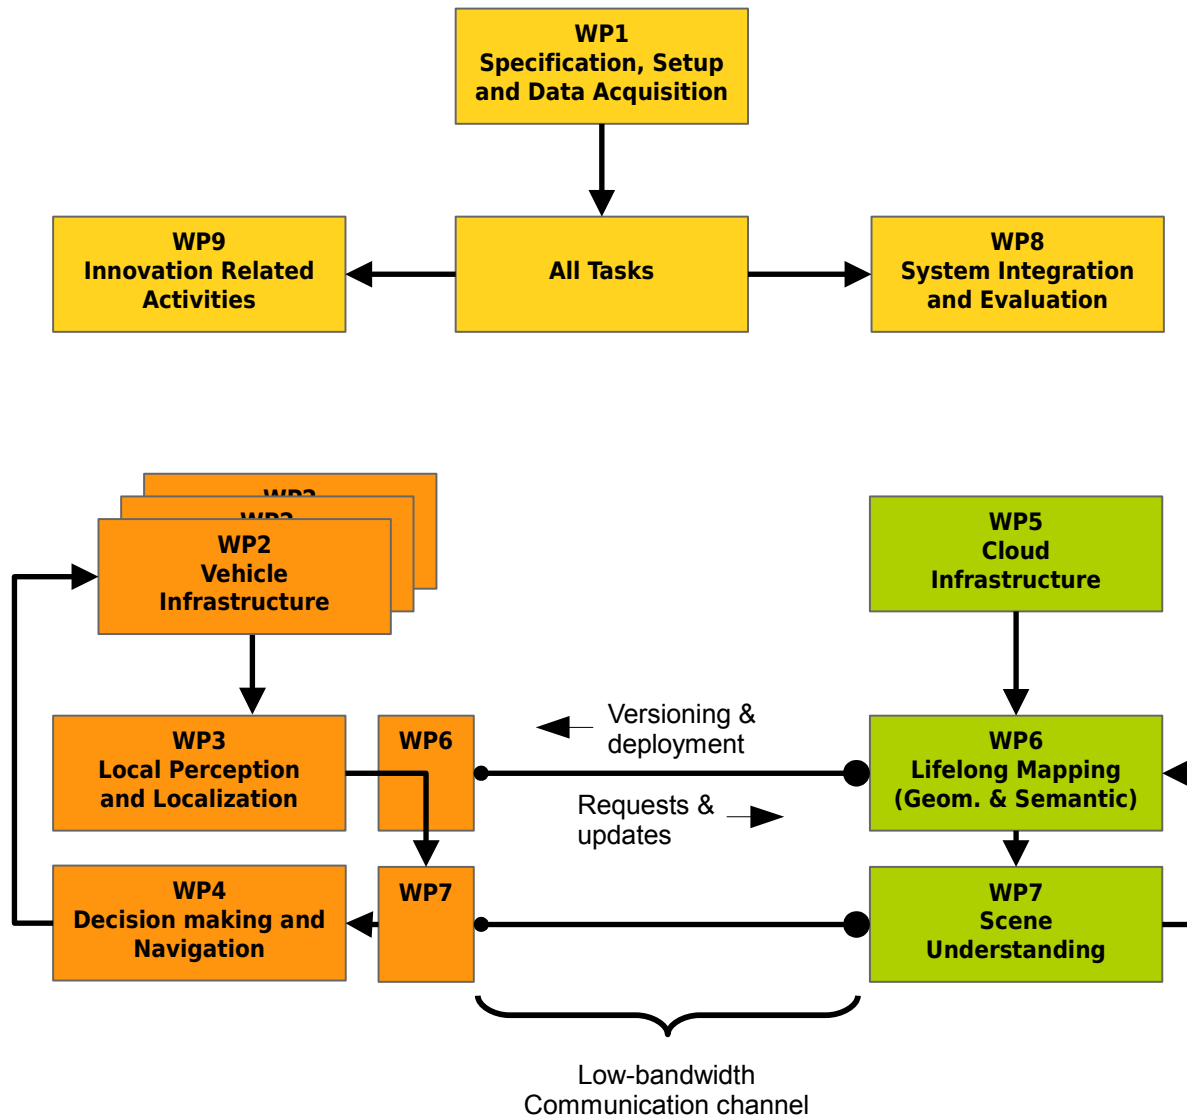 WP1
Specification, Setup
and Data Acquisition
WP9
Innovation Related
Activities
All Tasks
WP8
System Integration
and Evaluation
WP2
WP2
WP2
Vehicle
Infrastructure
WP5
Cloud
Infrastructure
WP3
Local Perception
and Localization
WP6
Versioning &
deployment
Requests &
updates
WP6
Lifelong Mapping
(Geom. & Semantic)
WP4
Decision making and
Navigation
WP7
WP7
Scene
Understanding
Low-bandwidth
Communication channel